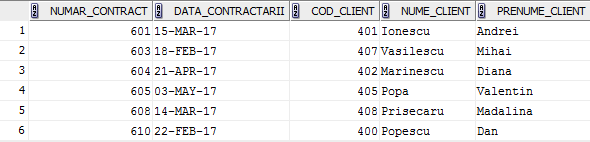 NUMAR_CONTRACT DATA_CONTRACTARII COD_CLIENT NUME_CLIENT PRENUME_CLIENT
1 601 15-MAR-17 401 Ionescu Andrei
2 603 18-FEB-17 407 Vasilescu Mihai
3 604 21-APR-17 402 Marinescu Diana
4 605 03-MAY-17 405 Popa Valentin
5 608 14-MAR-17 408 Prisecaru Madalina
6 610 22-FEB-17 400 Popescu Dan